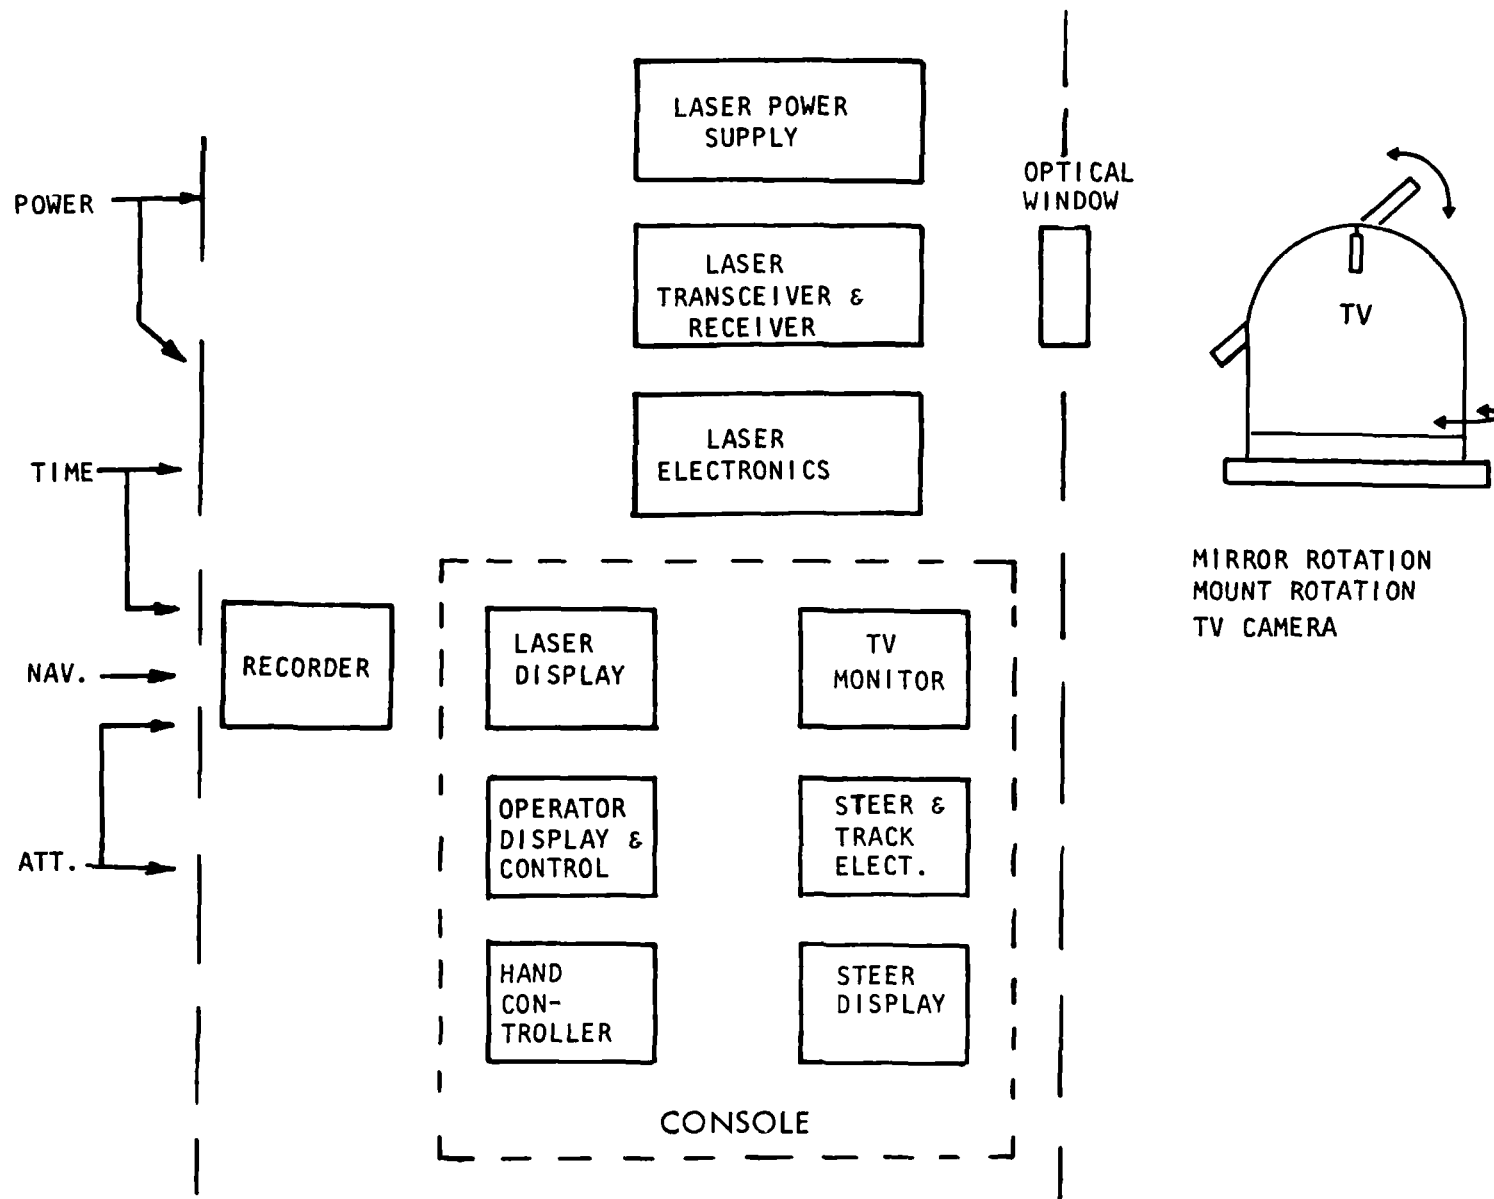 LASER POWER
SUPPLY
OPTICAL
WINDOW
POWER
LASER
TRANSCEIVER &
RECEIVER
TV
LASER
ELECTRONICS
TIME
MIRROR ROTATION
MOUNT ROTATION
TV CAMERA
NAV.
RECORDER
LASER
DISPLAY
TV
MONITOR
ATT.
OPERATOR
DISPLAY &
CONTROL
STEER &
TRACK
ELECT.
HAND
CON-
TROLLER
STEER
DISPLAY
CONSOLE